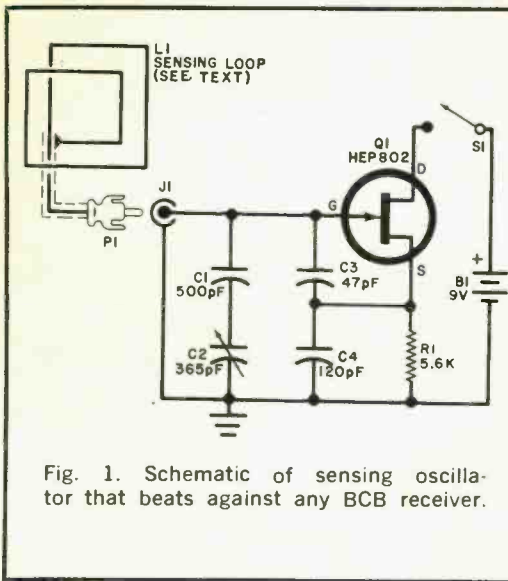 L1
SENSING LOOP
(SEE TEXT)
P1
J1
C1
500pF
C2
365pF
C3
47pF
C4
120pF
G
Q1
HEP802
D
S
R1
5.6K
S1
+
B1
9V
Fig. 1. Schematic of sensing oscilla-
tor that beats against any BCB receiver.